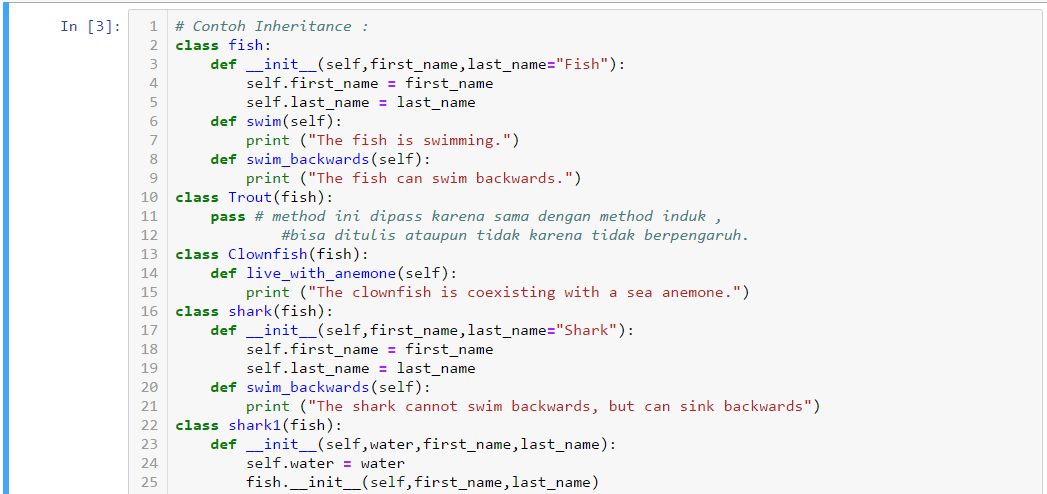 In [3]:
1 # Contoh Inheritance :
2 class fish:
3     def __init__(self,first_name,last_name="Fish"):
4         self.first_name = first_name
5         self.last_name = last_name
6     def swim(self):
7         print ("The fish is swimming.")
8     def swim_backwards(self):
9         print ("The fish can swim backwards.")
10 class Trout(fish):
11     pass # method ini dipass karena sama dengan method induk ,
12             #bisa ditulis ataupun tidak karena tidak berpengaruh.
13 class Clownfish(fish):
14     def live_with_anemone(self):
15         print ("The clownfish is coexisting with a sea anemone.")
16 class shark(fish):
17     def __init__(self,first_name,last_name="Shark"):
18         self.first_name = first_name
19         self.last_name = last_name
20     def swim_backwards(self):
21         print ("The shark cannot swim backwards, but can sink backwards")
22 class shark1(fish):
23     def __init__(self,water,first_name,last_name):
24         self.water = water
25         fish.__init__(self,first_name,last_name)